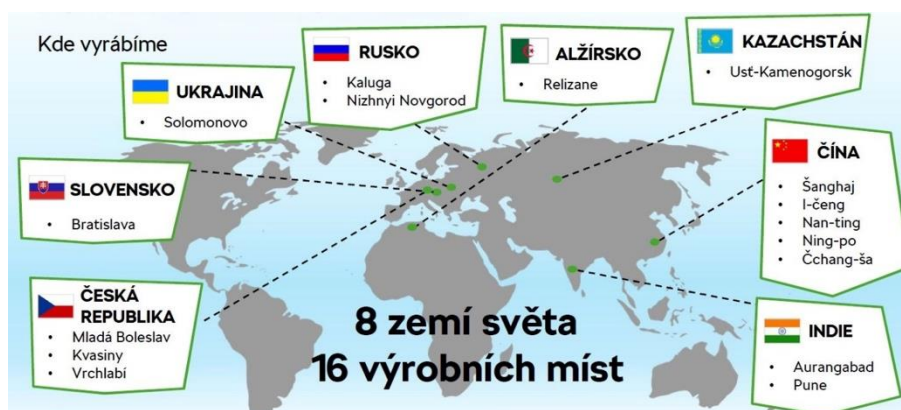 Kde vyrábíme
RUSKO
Kaluga
Nizhnyi Novgorod
ALŽÍRSKO
Relizane
KAZACHSTÁN
Usť-Kamenogorsk
UKRAJINA
Solomonovo
SLOVENSKO
Bratislava
ČÍNA
Šanghaj
I-čeng
Nan-ting
Ning-po
Čchang-ša
ČESKÁ
REPUBLIKA
Mladá Boleslav
Kvasiny
Vrchlabí
8 zemí světa
16 výrobních míst
INDIE
Aurangabad
Pune